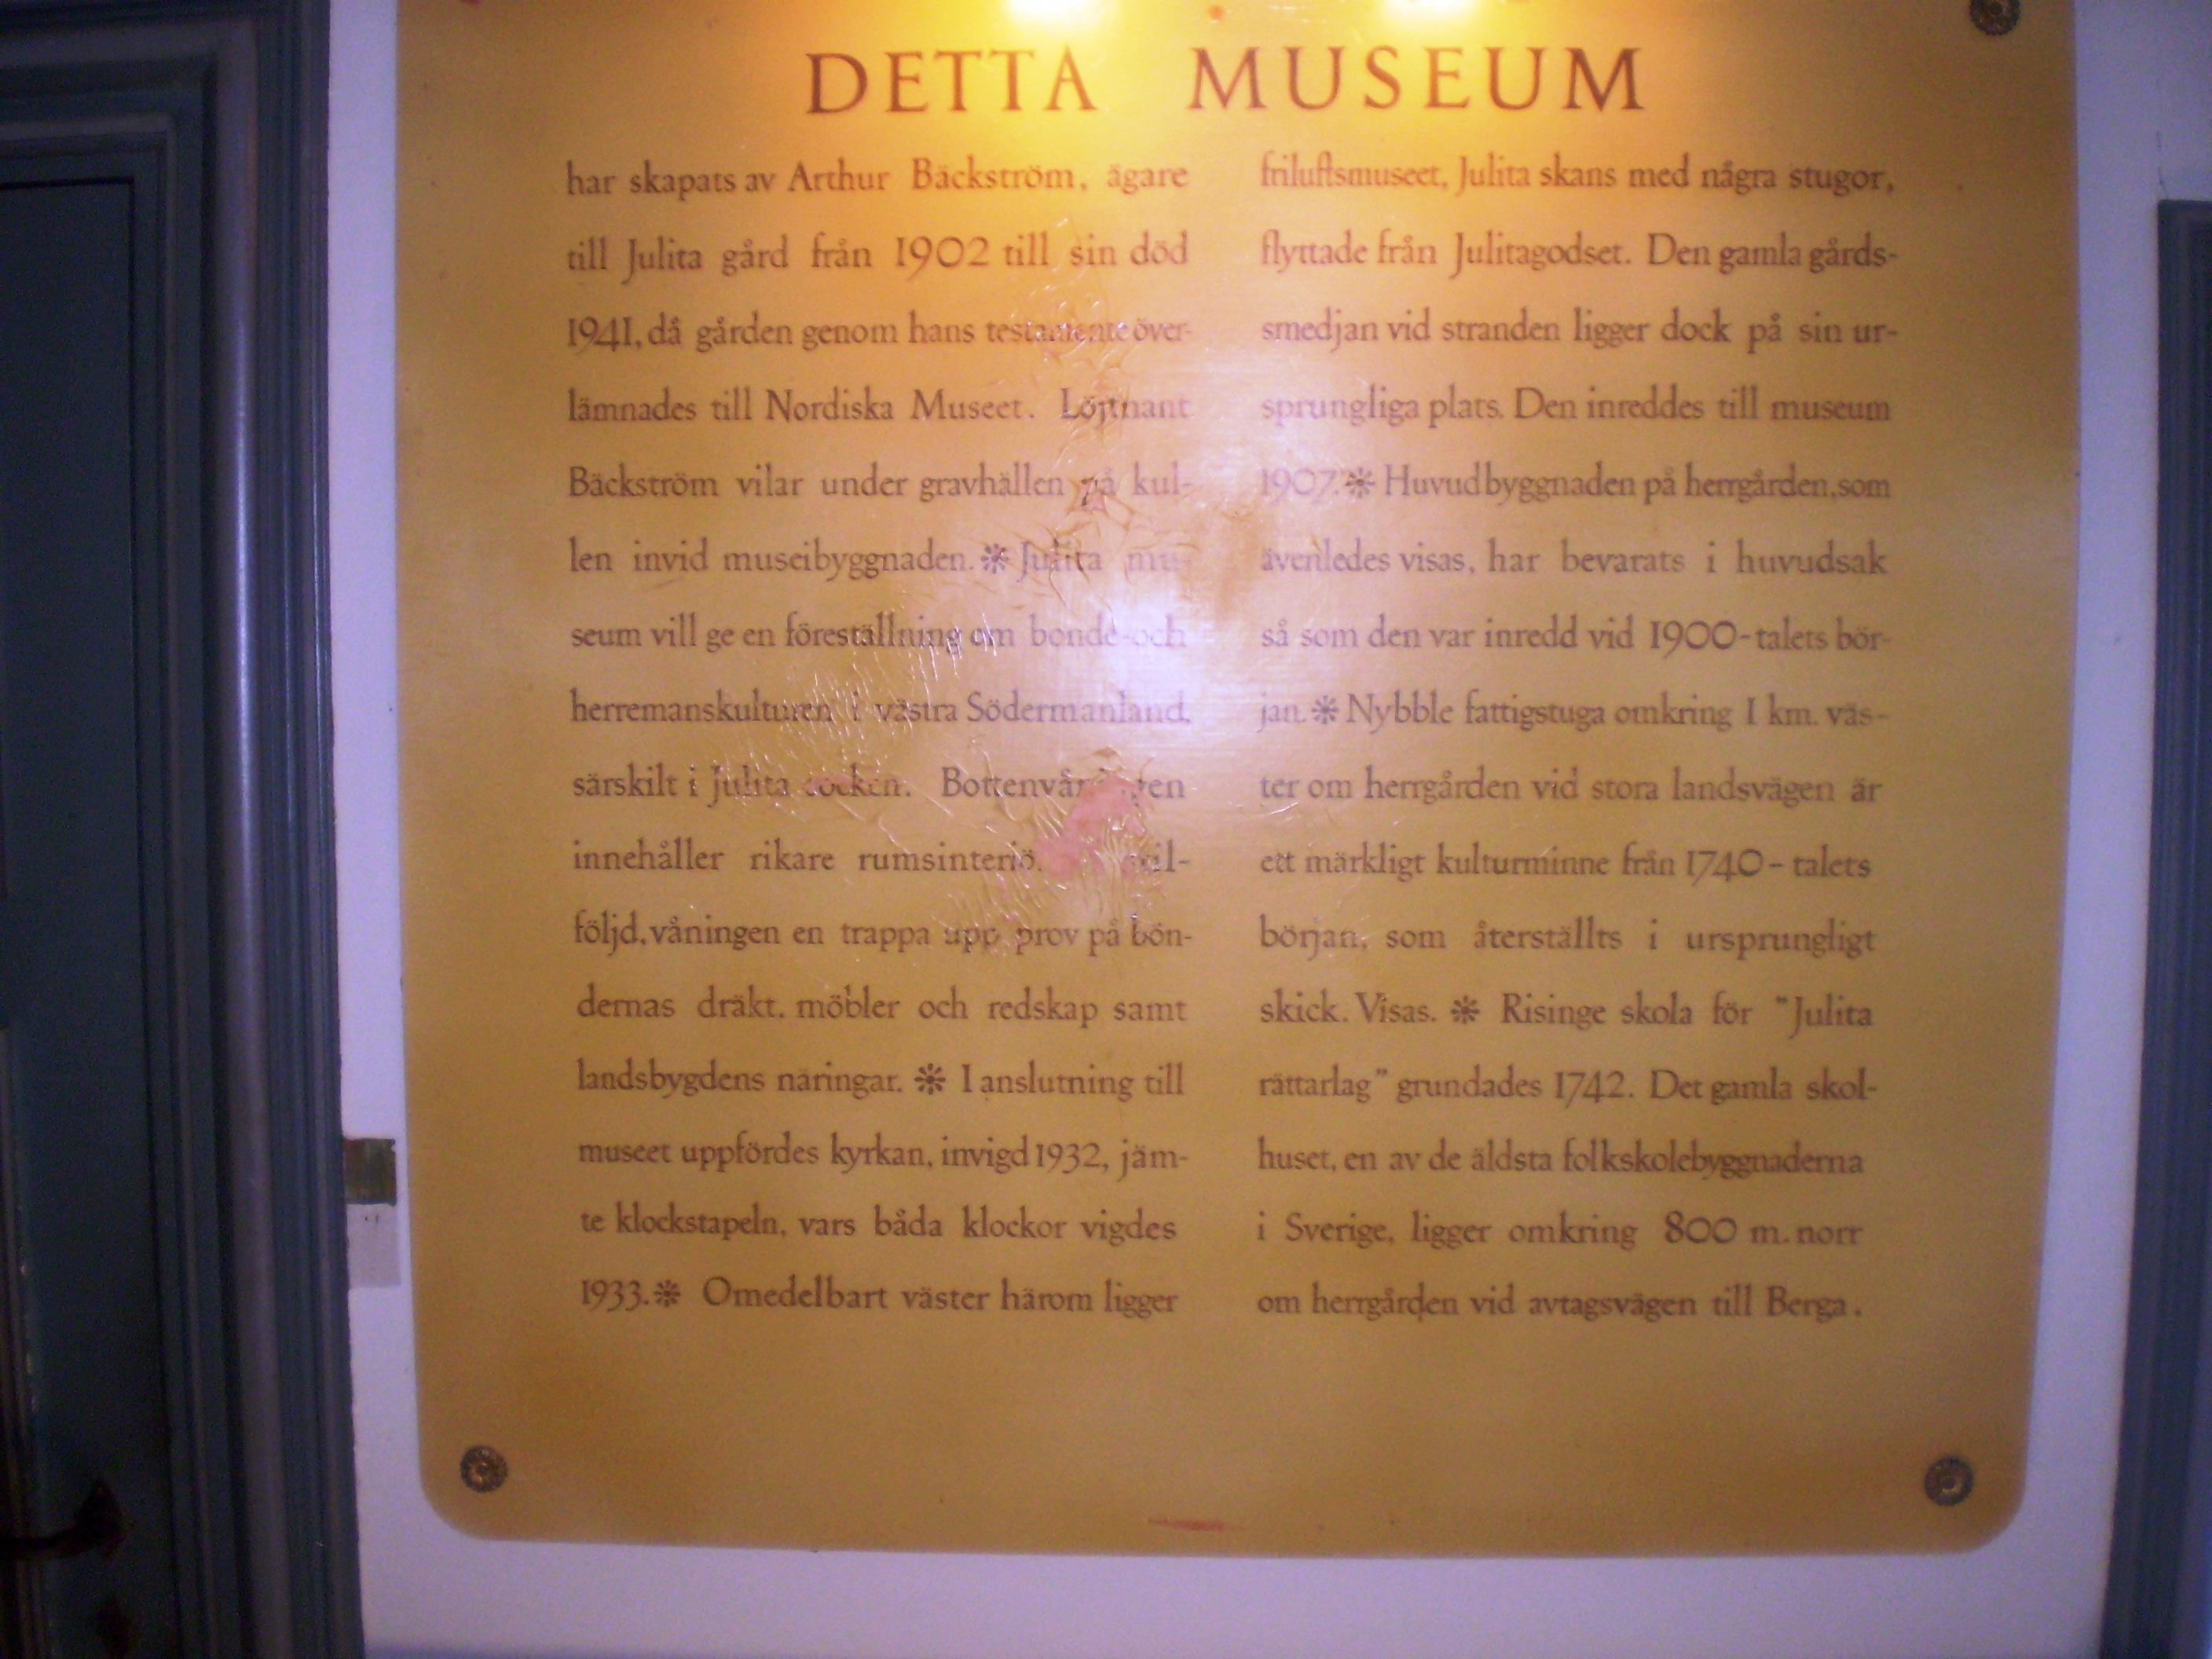 DETTA MUSEUM
har skapats av Arthur Bäckström, ägare
till Julita gård från 1902 till sin död
1941, då gården genom hans testamente över-
lämnades till Nordiska Museet. Löjtnant
Bäckström vilar under gravhällen på kul-
len invid museibyggnaden. ❊ Julita mu-
seum vill ge en föreställning om bonde- och
herremanskulturen i västra Södermanland,
särskilt i Julita socken. Bottenvåningen
innehåller rikare rumsinteriö
följd, våningen en trappa upp prov på bön-
dernas dräkt, möbler och redskap samt
landsbygdens näringar. ❊ I anslutning till
museet uppfördes kyrkan, invigd 1932, jäm-
te klockstapeln, vars båda klockor vigdes
1933. ❊ Omedelbart väster härom ligger
friluftsmuseet, Julita skans med några stugor,
flyttade från Julitagodset. Den gamla gårds-
smedjan vid stranden ligger dock på sin ur-
sprungliga plats. Den inreddes till museum
1907. ❊ Huvudbyggnaden på herrgården, som
ävenledes visas, har bevarats i huvudsak
så som den var inredd vid 1900-talets bör-
jan. ❊ Nybble fattigstuga omkring 1 km. väs-
ter om herrgården vid stora landsvägen är
ett märkligt kulturminne från 1740-talets
början, som återställts i ursprungligt
skick. Visas. ❊ Risinge skola för "Julita
rättarlag" grundades 1742. Det gamla skol-
huset, en av de äldsta folkskolebyggnaderna
i Sverige, ligger omkring 800 m. norr
om herrgården vid avtagsvägen till Berga.